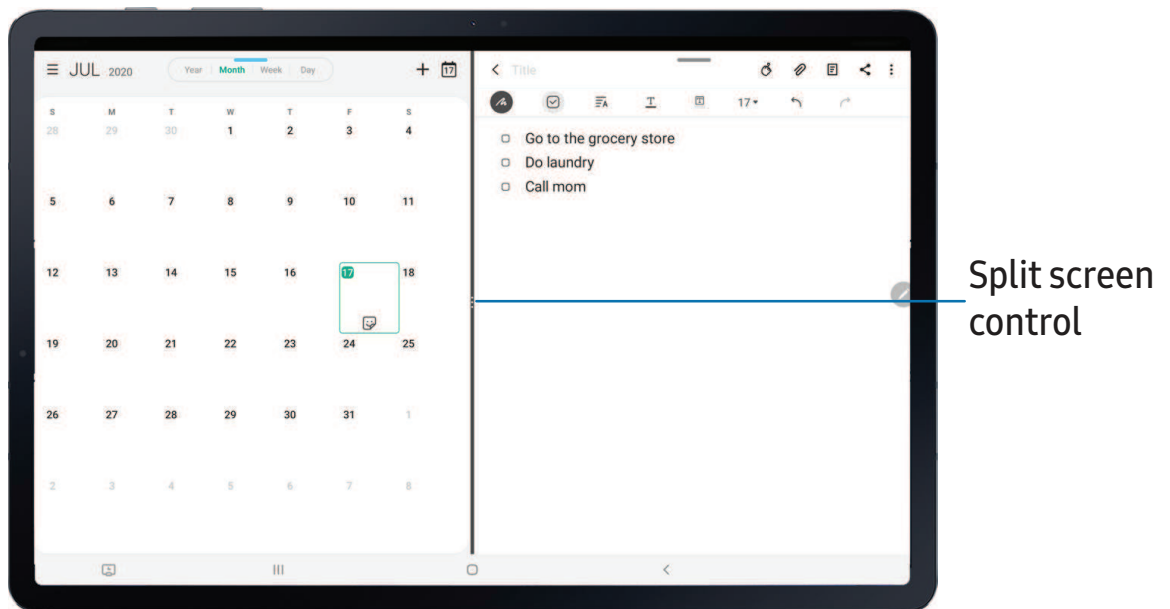 JUL 2020 Year Month Week Day 17
S M T W T F S
28 29 30 1 2 3 4
5 6 7 8 9 10 11
12 13 14 15 16 17 18
19 20 21 22 23 24 25
26 27 28 29 30 31 1
2 3 4 5 6 7 8
Title
17
Go to the grocery store
Do laundry
Call mom
Split screen
control